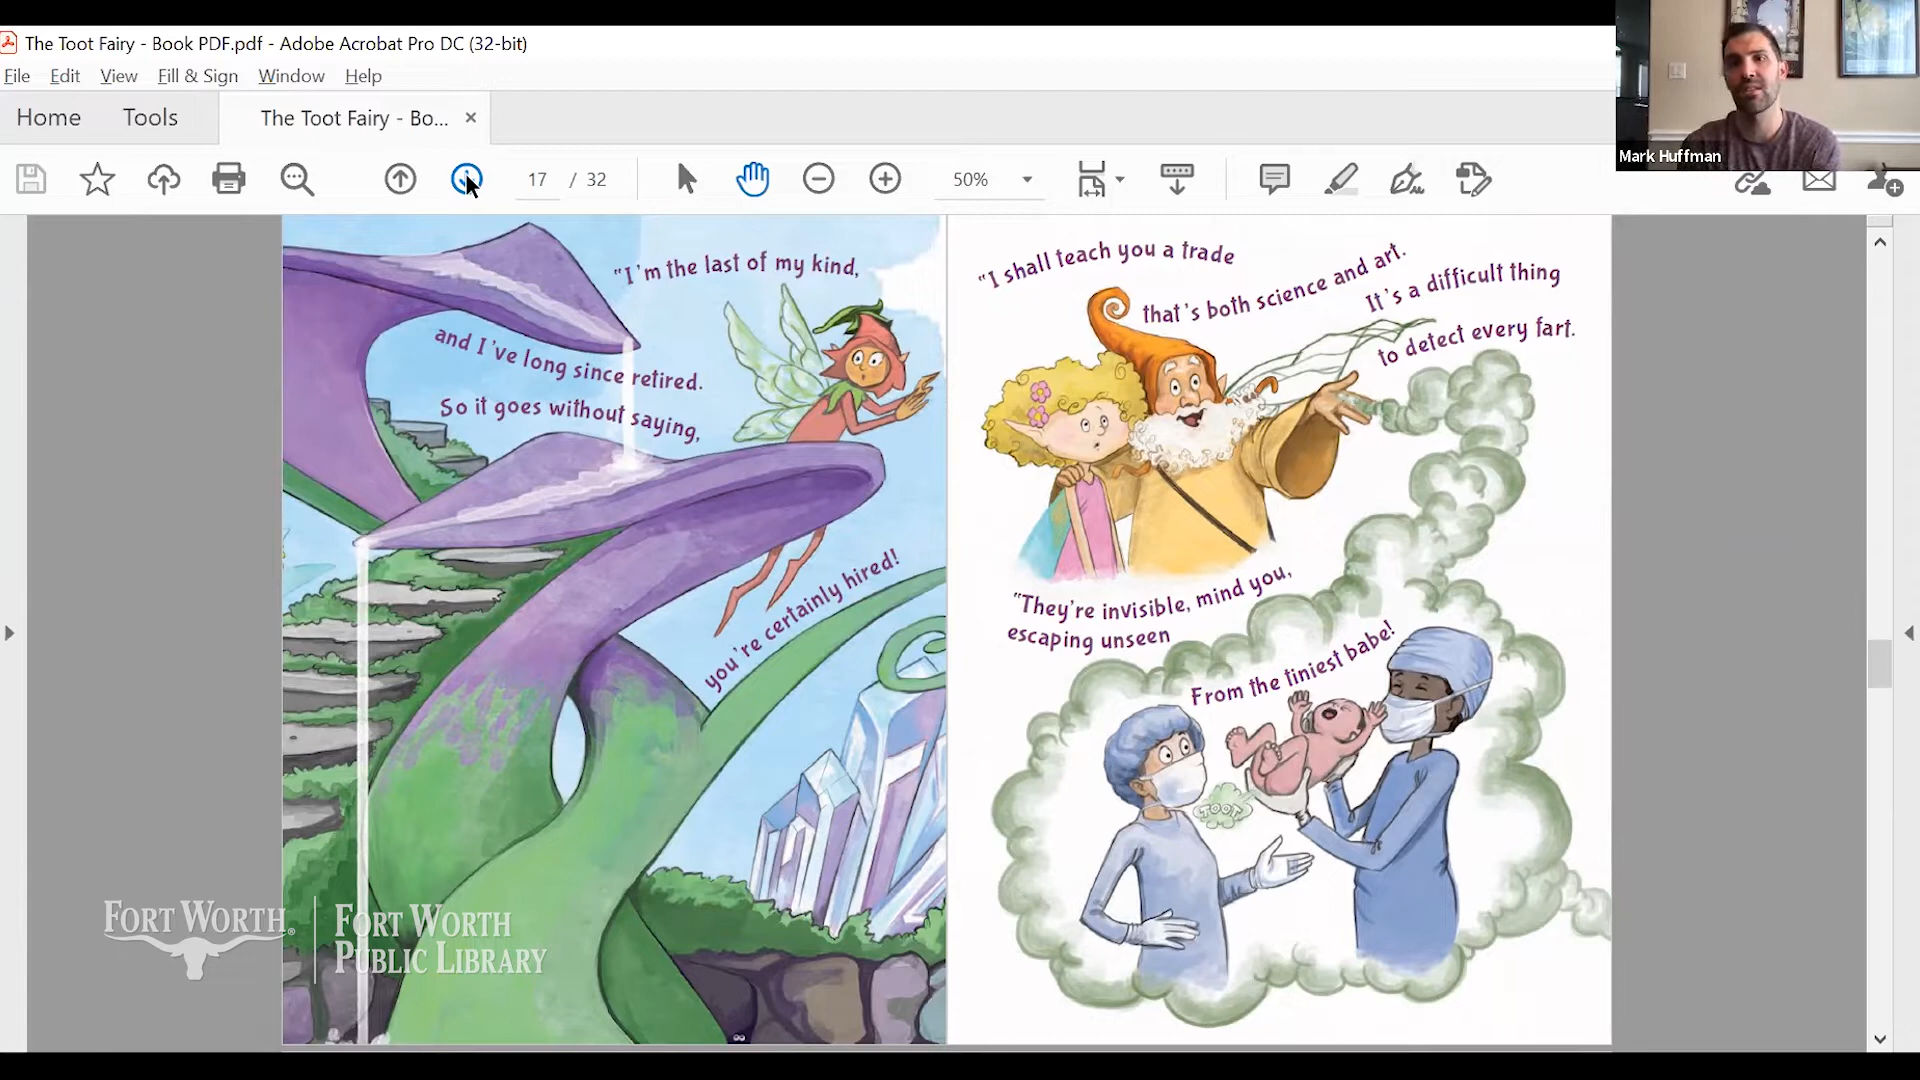 The Toot Fairy - Book PDF.pdf - Adobe Acrobat Pro DC (32-bit)
File Edit View Fill & Sign Window Help
Home Tools The Toot Fairy - Bo... ×
17 / 32 50%
Mark Huffman
"I'm the last of my kind,
and I've long since retired.
So it goes without saying,
you're certainly hired!
"I shall teach you a trade
that's both science and art.
It's a difficult thing
to detect every fart.
"They're invisible, mind you,
escaping unseen
From the tiniest babe!
TOOT
FORT WORTH®
FORT WORTH
PUBLIC LIBRARY